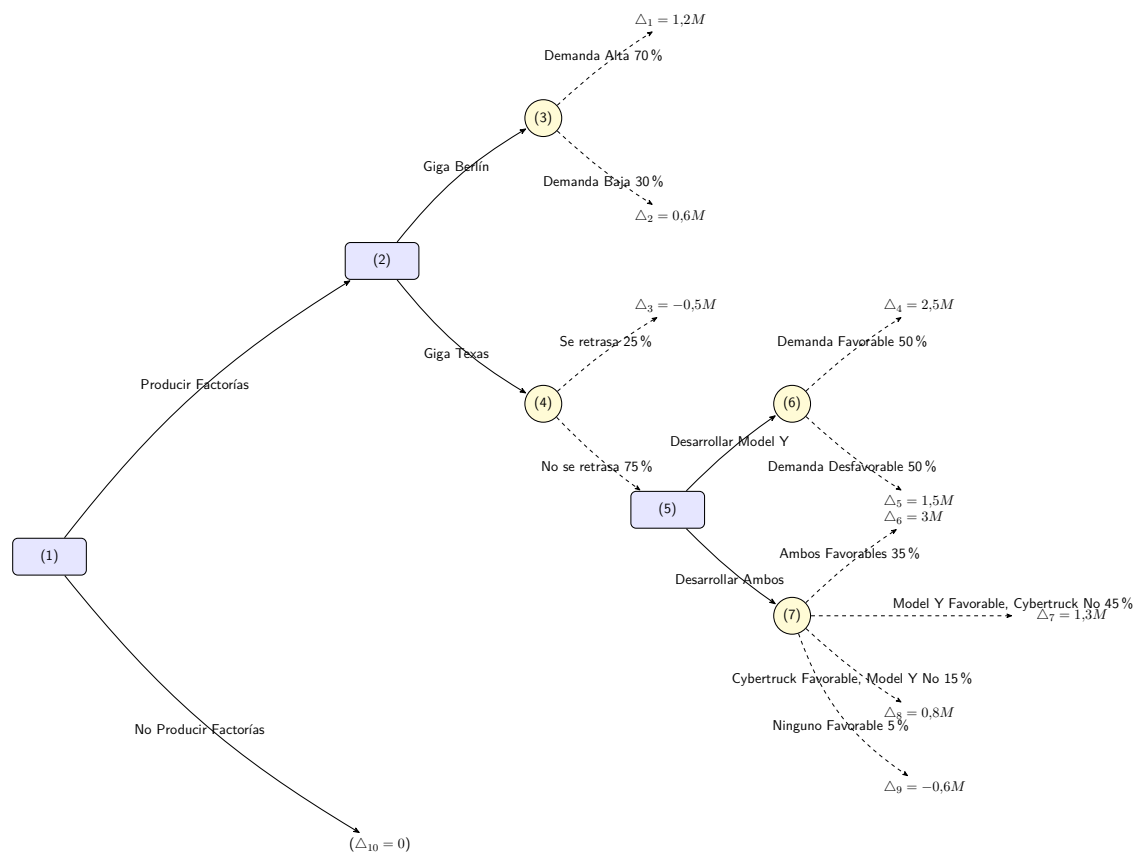 △₁ = 1,2M
Demanda Alta 70 %
(3)
Giga Berlín
Demanda Baja 30 %
△₂ = 0,6M
(2)
△₃ = −0,5M
△₄ = 2,5M
Se retrasa 25 %
Demanda Favorable 50 %
Giga Texas
Producir Factorías
(4)
(6)
Desarrollar Model Y
No se retrasa 75 %
Demanda Desfavorable 50 %
△₅ = 1,5M
(5)
△₆ = 3M
(1)
Ambos Favorables 35 %
Desarrollar Ambos
Model Y Favorable, Cybertruck No 45 %
(7)
△₇ = 1,3M
Cybertruck Favorable, Model Y No 15 %
△₈ = 0,8M
Ninguno Favorable 5 %
No Producir Factorías
△₉ = −0,6M
(△₁₀ = 0)